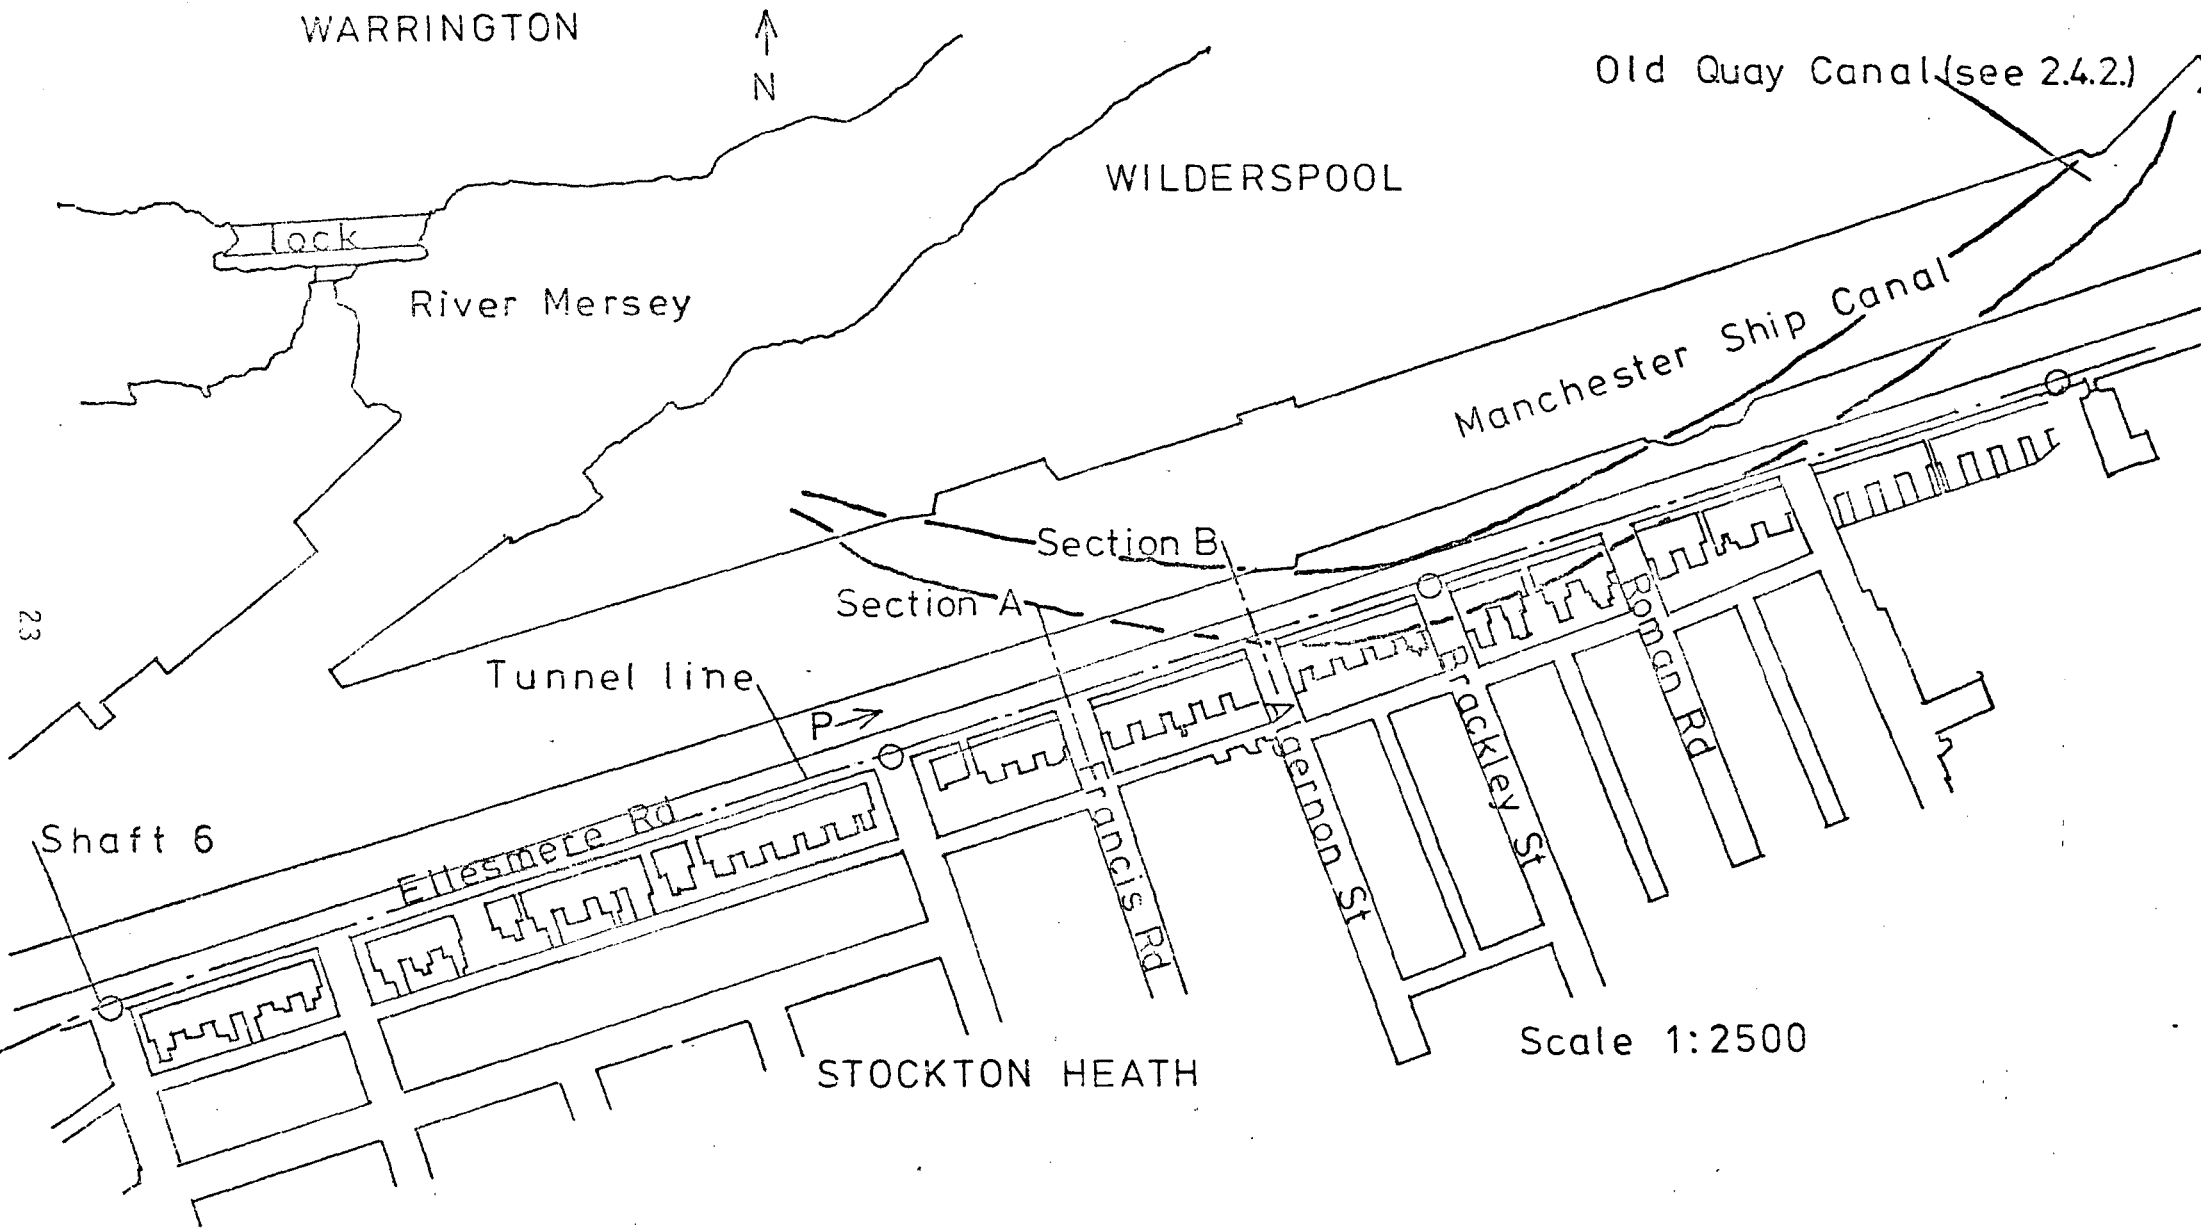 WARRINGTON
N
Old Quay Canal (see 2.4.2.)
WILDERSPOOL
lock
River Mersey
Manchester Ship Canal
Section B
Section A
23
Tunnel line
P
Roman Rd
Brackley St
Algernon St
Francis Rd
Ellesmere Rd
Shaft 6
STOCKTON HEATH
Scale 1:2500